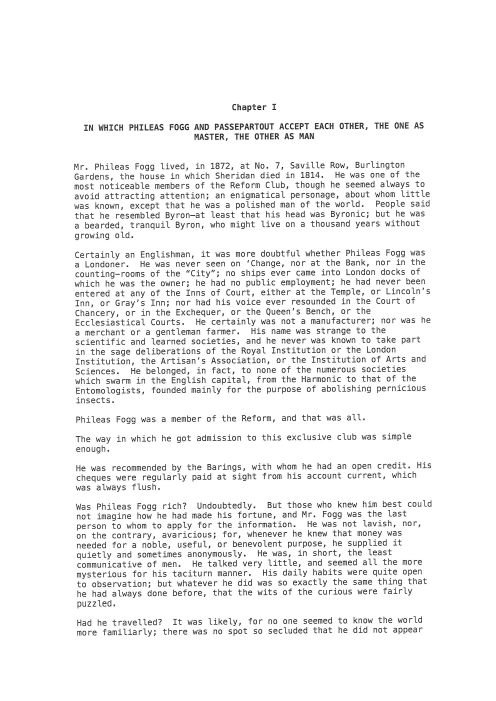 Chapter I
IN WHICH PHILEAS FOGG AND PASSEPARTOUT ACCEPT EACH OTHER, THE ONE AS
MASTER, THE OTHER AS MAN
Mr. Phileas Fogg lived, in 1872, at No. 7, Saville Row, Burlington
Gardens, the house in which Sheridan died in 1814.  He was one of the
most noticeable members of the Reform Club, though he seemed always to
avoid attracting attention; an enigmatical personage, about whom little
was known, except that he was a polished man of the world.  People said
that he resembled Byron—at least that his head was Byronic; but he was
a bearded, tranquil Byron, who might live on a thousand years without
growing old.
Certainly an Englishman, it was more doubtful whether Phileas Fogg was
a Londoner.  He was never seen on ‘Change, nor at the Bank, nor in the
counting—rooms of the “City”; no ships ever came into London docks of
which he was the owner; he had no public employment; he had never been
entered at any of the Inns of Court, either at the Temple, or Lincoln’s
Inn, or Gray’s Inn; nor had his voice ever resounded in the Court of
Chancery, or in the Exchequer, or the Queen’s Bench, or the
Ecclesiastical Courts.  He certainly was not a manufacturer; nor was he
a merchant or a gentleman farmer.  His name was strange to the
scientific and learned societies, and he never was known to take part
in the sage deliberations of the Royal Institution or the London
Institution, the Artisan’s Association, or the Institution of Arts and
Sciences.  He belonged, in fact, to none of the numerous societies
which swarm in the English capital, from the Harmonic to that of the
Entomologists, founded mainly for the purpose of abolishing pernicious
insects.
Phileas Fogg was a member of the Reform, and that was all.
The way in which he got admission to this exclusive club was simple
enough.
He was recommended by the Barings, with whom he had an open credit. His
cheques were regularly paid at sight from his account current, which
was always flush.
Was Phileas Fogg rich?  Undoubtedly.  But those who knew him best could
not imagine how he had made his fortune, and Mr. Fogg was the last
person to whom to apply for the information.  He was not lavish, nor,
on the contrary, avaricious; for, whenever he knew that money was
needed for a noble, useful, or benevolent purpose, he supplied it
quietly and sometimes anonymously.  He was, in short, the least
communicative of men.  He talked very little, and seemed all the more
mysterious for his taciturn manner.  His daily habits were quite open
to observation; but whatever he did was so exactly the same thing that
he had always done before, that the wits of the curious were fairly
puzzled.
Had he travelled?  It was likely, for no one seemed to know the world
more familiarly; there was no spot so secluded that he did not appear